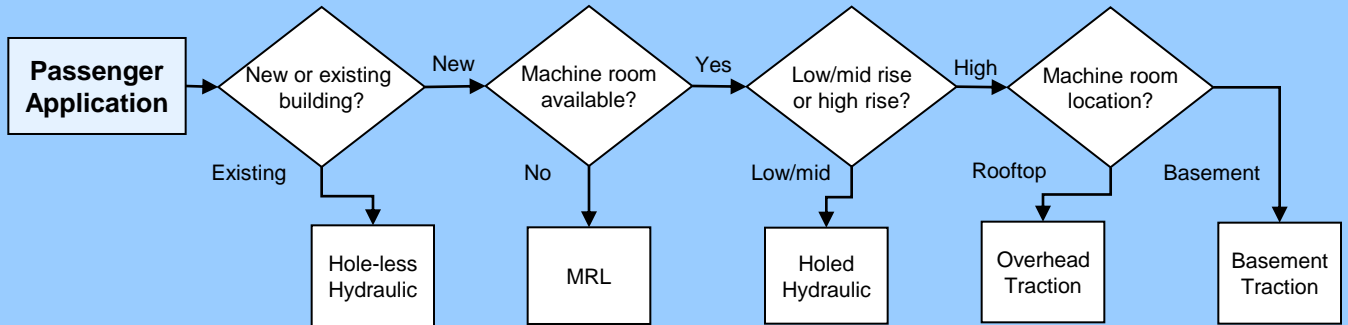 Passenger
Application
New or existing
building?
New
Machine room
available?
Yes
Low/mid rise
or high rise?
High
Machine room
location?
Existing
No
Low/mid
Rooftop
Basement
Hole-less
Hydraulic
MRL
Holed
Hydraulic
Overhead
Traction
Basement
Traction